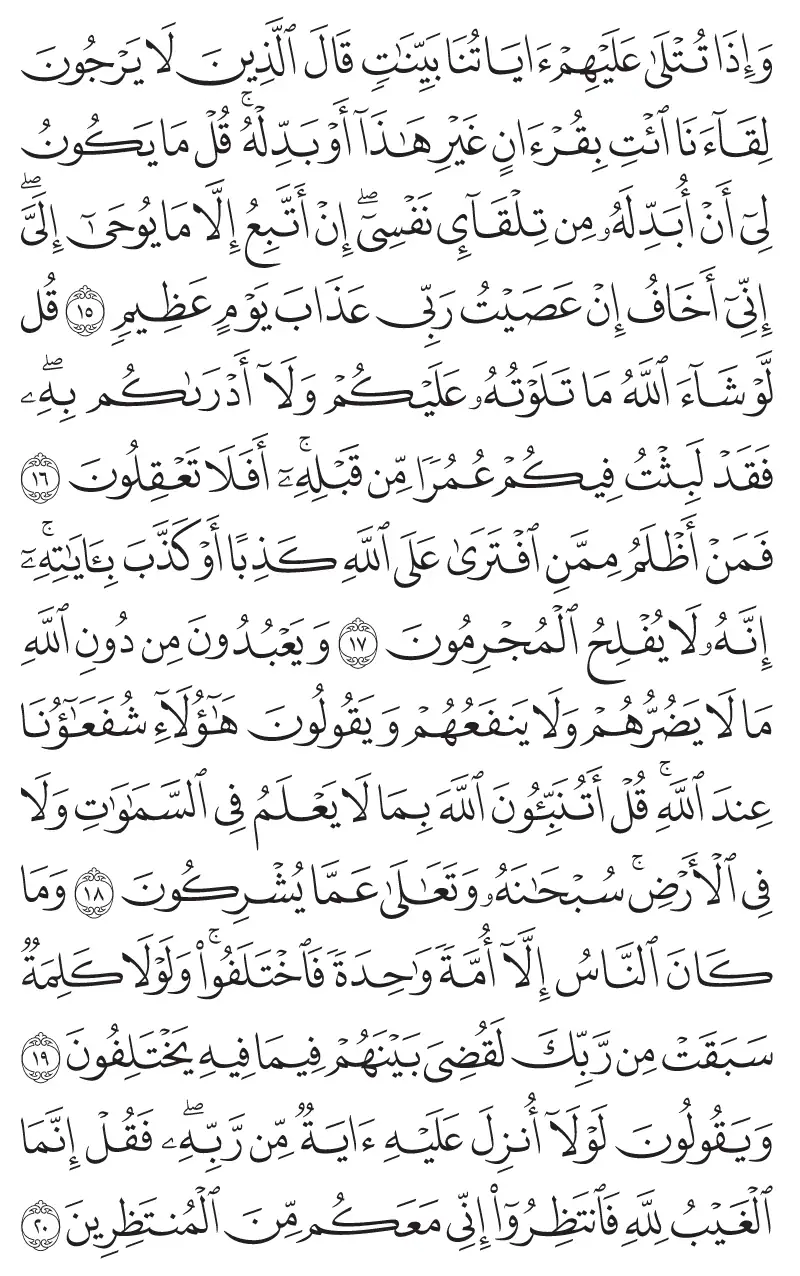 وَإِذَا تُتْلَىٰ عَلَيْهِمْ ءَايَاتُنَا بَيِّنَٰتٍ قَالَ ٱلَّذِينَ لَا يَرْجُونَ
لِقَآءَنَا ٱئْتِ بِقُرْءَانٍ غَيْرِ هَٰذَآ أَوْ بَدِّلْهُ ۚ قُلْ مَا يَكُونُ
لِىٓ أَنْ أُبَدِّلَهُۥ مِن تِلْقَآئِ نَفْسِىٓ ۖ إِنْ أَتَّبِعُ إِلَّا مَا يُوحَىٰٓ إِلَىَّ ۖ
إِنِّىٓ أَخَافُ إِنْ عَصَيْتُ رَبِّى عَذَابَ يَوْمٍ عَظِيمٍ ١٥ قُل
لَّوْ شَآءَ ٱللَّهُ مَا تَلَوْتُهُۥ عَلَيْكُمْ وَلَآ أَدْرَىٰكُم بِهِۦ ۖ
فَقَدْ لَبِثْتُ فِيكُمْ عُمُرًا مِّن قَبْلِهِۦٓ ۚ أَفَلَا تَعْقِلُونَ ١٦
فَمَنْ أَظْلَمُ مِمَّنِ ٱفْتَرَىٰ عَلَى ٱللَّهِ كَذِبًا أَوْ كَذَّبَ بِـَٔايَٰتِهِۦٓ ۚ
إِنَّهُۥ لَا يُفْلِحُ ٱلْمُجْرِمُونَ ١٧ وَيَعْبُدُونَ مِن دُونِ ٱللَّهِ
مَا لَا يَضُرُّهُمْ وَلَا يَنفَعُهُمْ وَيَقُولُونَ هَٰٓؤُلَآءِ شُفَعَٰٓؤُنَا
عِندَ ٱللَّهِ ۚ قُلْ أَتُنَبِّـُٔونَ ٱللَّهَ بِمَا لَا يَعْلَمُ فِى ٱلسَّمَٰوَٰتِ وَلَا
فِى ٱلْأَرْضِ ۚ سُبْحَٰنَهُۥ وَتَعَٰلَىٰ عَمَّا يُشْرِكُونَ ١٨ وَمَا
كَانَ ٱلنَّاسُ إِلَّآ أُمَّةً وَٰحِدَةً فَٱخْتَلَفُوا۟ ۚ وَلَوْلَا كَلِمَةٌ
سَبَقَتْ مِن رَّبِّكَ لَقُضِىَ بَيْنَهُمْ فِيمَا فِيهِ يَخْتَلِفُونَ ١٩
وَيَقُولُونَ لَوْلَآ أُنزِلَ عَلَيْهِ ءَايَةٌ مِّن رَّبِّهِۦ ۖ فَقُلْ إِنَّمَا
ٱلْغَيْبُ لِلَّهِ فَٱنتَظِرُوٓا۟ إِنِّى مَعَكُم مِّنَ ٱلْمُنتَظِرِينَ ٢٠